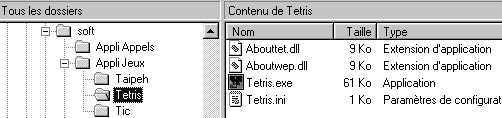 Tous les dossiers
Contenu de Tetris
soft
Appli Appels
Appli Jeux
Taipeh
Tetris
Tic
Nom Taille Type
Abouttet.dll 9 Ko Extension d'application
Aboutwep.dll 9 Ko Extension d'application
Tetris.exe 61 Ko Application
Tetris.ini 1 Ko Paramètres de configurat